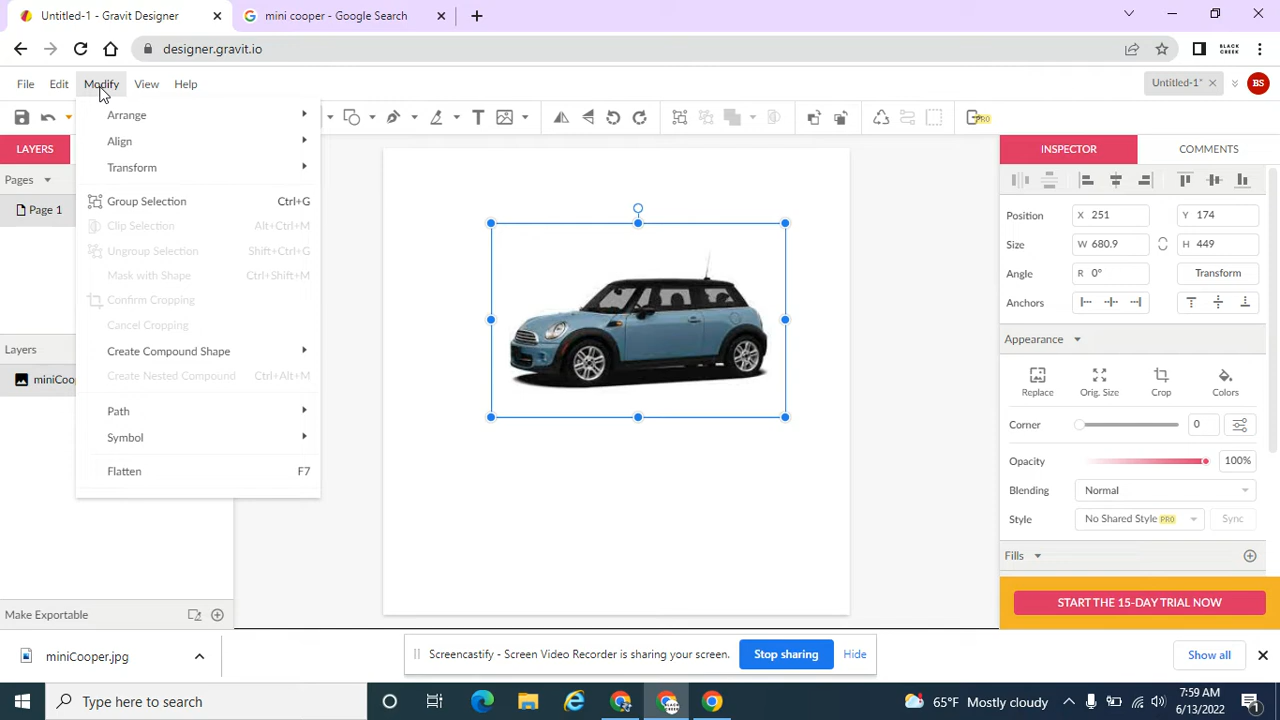 Untitled-1 - Gravit Designer
mini cooper - Google Search
designer.gravit.io
BLACK CREEK
File Edit Modify View Help
Untitled-1*
BS
PRO
LAYERS
Pages
Page 1
Layers
miniCoop
Make Exportable
Arrange
Align
Transform
Group Selection Ctrl+G
Clip Selection Alt+Ctrl+M
Ungroup Selection Shift+Ctrl+G
Mask with Shape Ctrl+Shift+M
Confirm Cropping
Cancel Cropping
Create Compound Shape
Create Nested Compound Ctrl+Alt+M
Path
Symbol
Flatten F7
INSPECTOR COMMENTS
Position X 251 Y 174
Size W 680.9 H 449
Angle R 0° Transform
Anchors
Appearance
Replace Orig. Size Crop Colors
Corner 0
Opacity 100%
Blending Normal
Style No Shared Style PRO Sync
Fills
START THE 15-DAY TRIAL NOW
miniCooper.jpg
Screencastify - Screen Video Recorder is sharing your screen. Stop sharing Hide
Show all
Type here to search
65°F Mostly cloudy
7:59 AM
6/13/2022
1